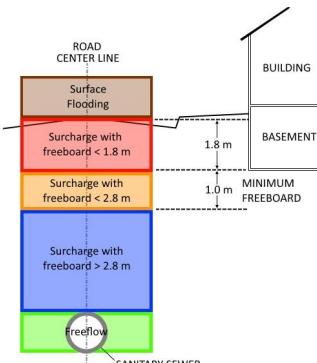 ROAD
CENTER LINE
Surface
Flooding
BUILDING
Surcharge with
freeboard < 1.8 m
1.8 m
BASEMENT
Surcharge with
freeboard < 2.8 m
1.0 m
MINIMUM
FREEBOARD
Surcharge with
freeboard > 2.8 m
Freeflow
SANITARY SEWER